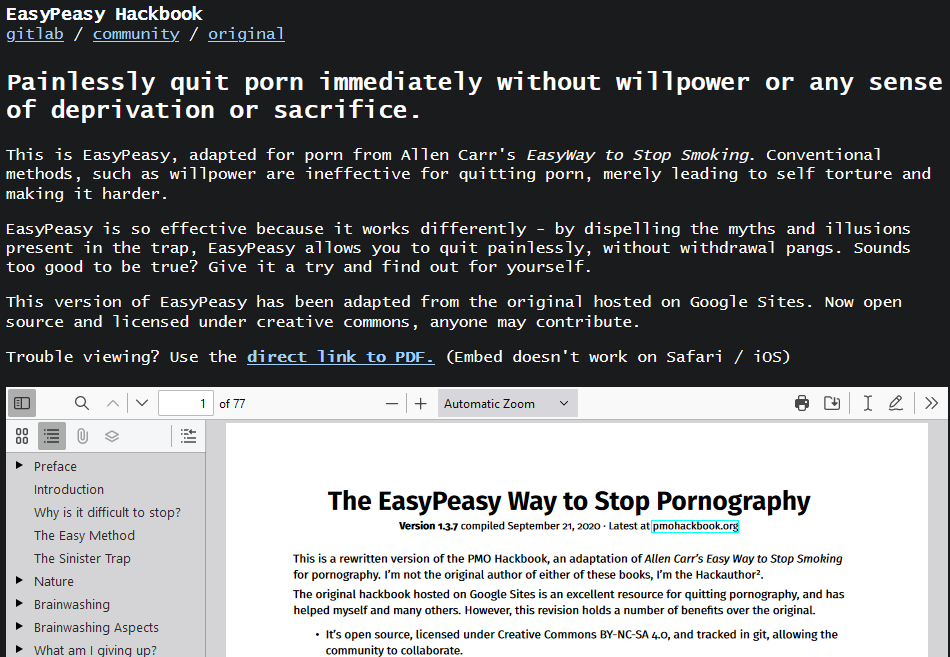 EasyPeasy Hackbook
gitlab / community / original
Painlessly quit porn immediately without willpower or any sense
of deprivation or sacrifice.
This is EasyPeasy, adapted for porn from Allen Carr's EasyWay to Stop Smoking. Conventional
methods, such as willpower are ineffective for quitting porn, merely leading to self torture and
making it harder.
EasyPeasy is so effective because it works differently - by dispelling the myths and illusions
present in the trap, EasyPeasy allows you to quit painlessly, without withdrawal pangs. Sounds
too good to be true? Give it a try and find out for yourself.
This version of EasyPeasy has been adapted from the original hosted on Google Sites. Now open
source and licensed under creative commons, anyone may contribute.
Trouble viewing? Use the direct link to PDF. (Embed doesn't work on Safari / iOS)
1 of 77
Automatic Zoom
Preface
Introduction
Why is it difficult to stop?
The Easy Method
The Sinister Trap
Nature
Brainwashing
Brainwashing Aspects
What am I giving up?
The EasyPeasy Way to Stop Pornography
Version 1.3.7 compiled September 21, 2020 · Latest at pmohackbook.org
This is a rewritten version of the PMO Hackbook, an adaptation of Allen Carr's Easy Way to Stop Smoking
for pornography. I'm not the original author of either of these books, I'm the Hackauthor².
The original hackbook hosted on Google Sites is an excellent resource for quitting pornography, and has
helped myself and many others. However, this revision holds a number of benefits over the original.
• It's open source, licensed under Creative Commons BY-NC-SA 4.0, and tracked in git, allowing the
community to collaborate.